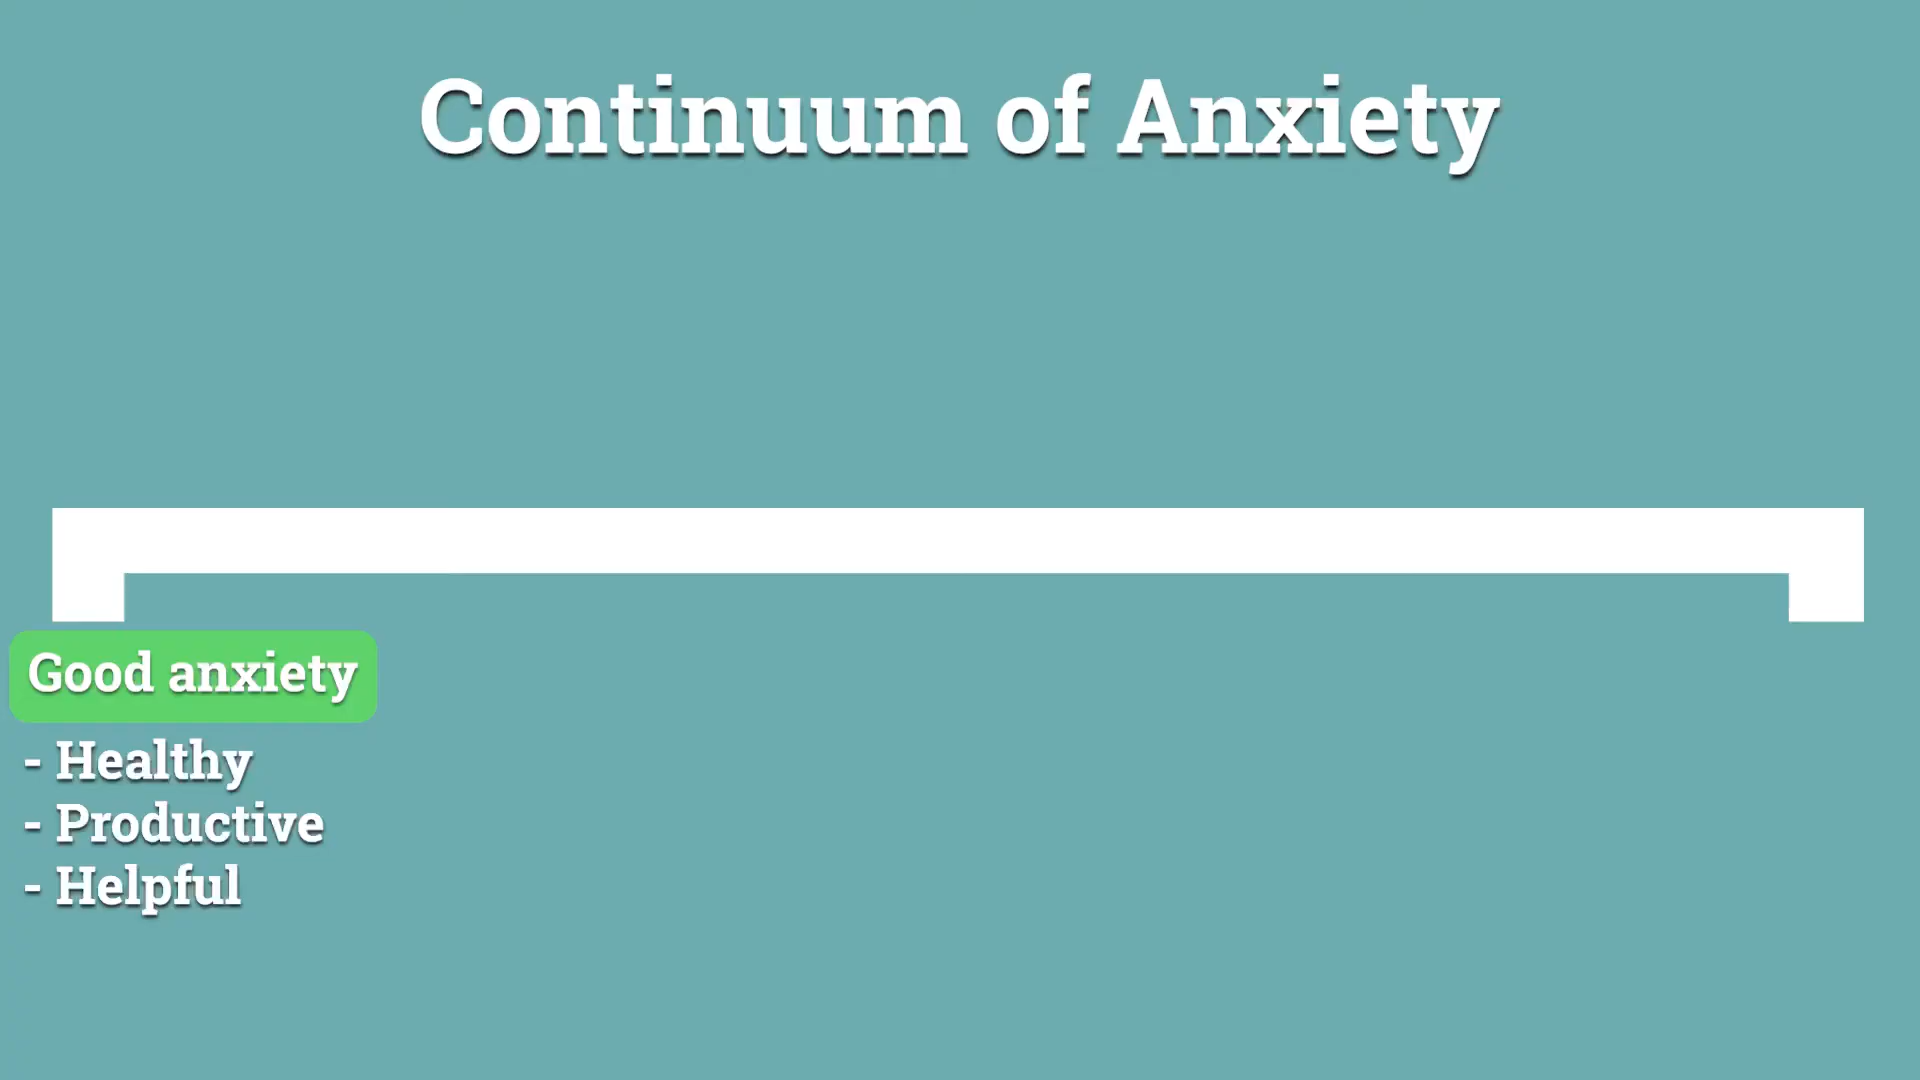 Continuum of Anxiety
Good anxiety
- Healthy
- Productive
- Helpful